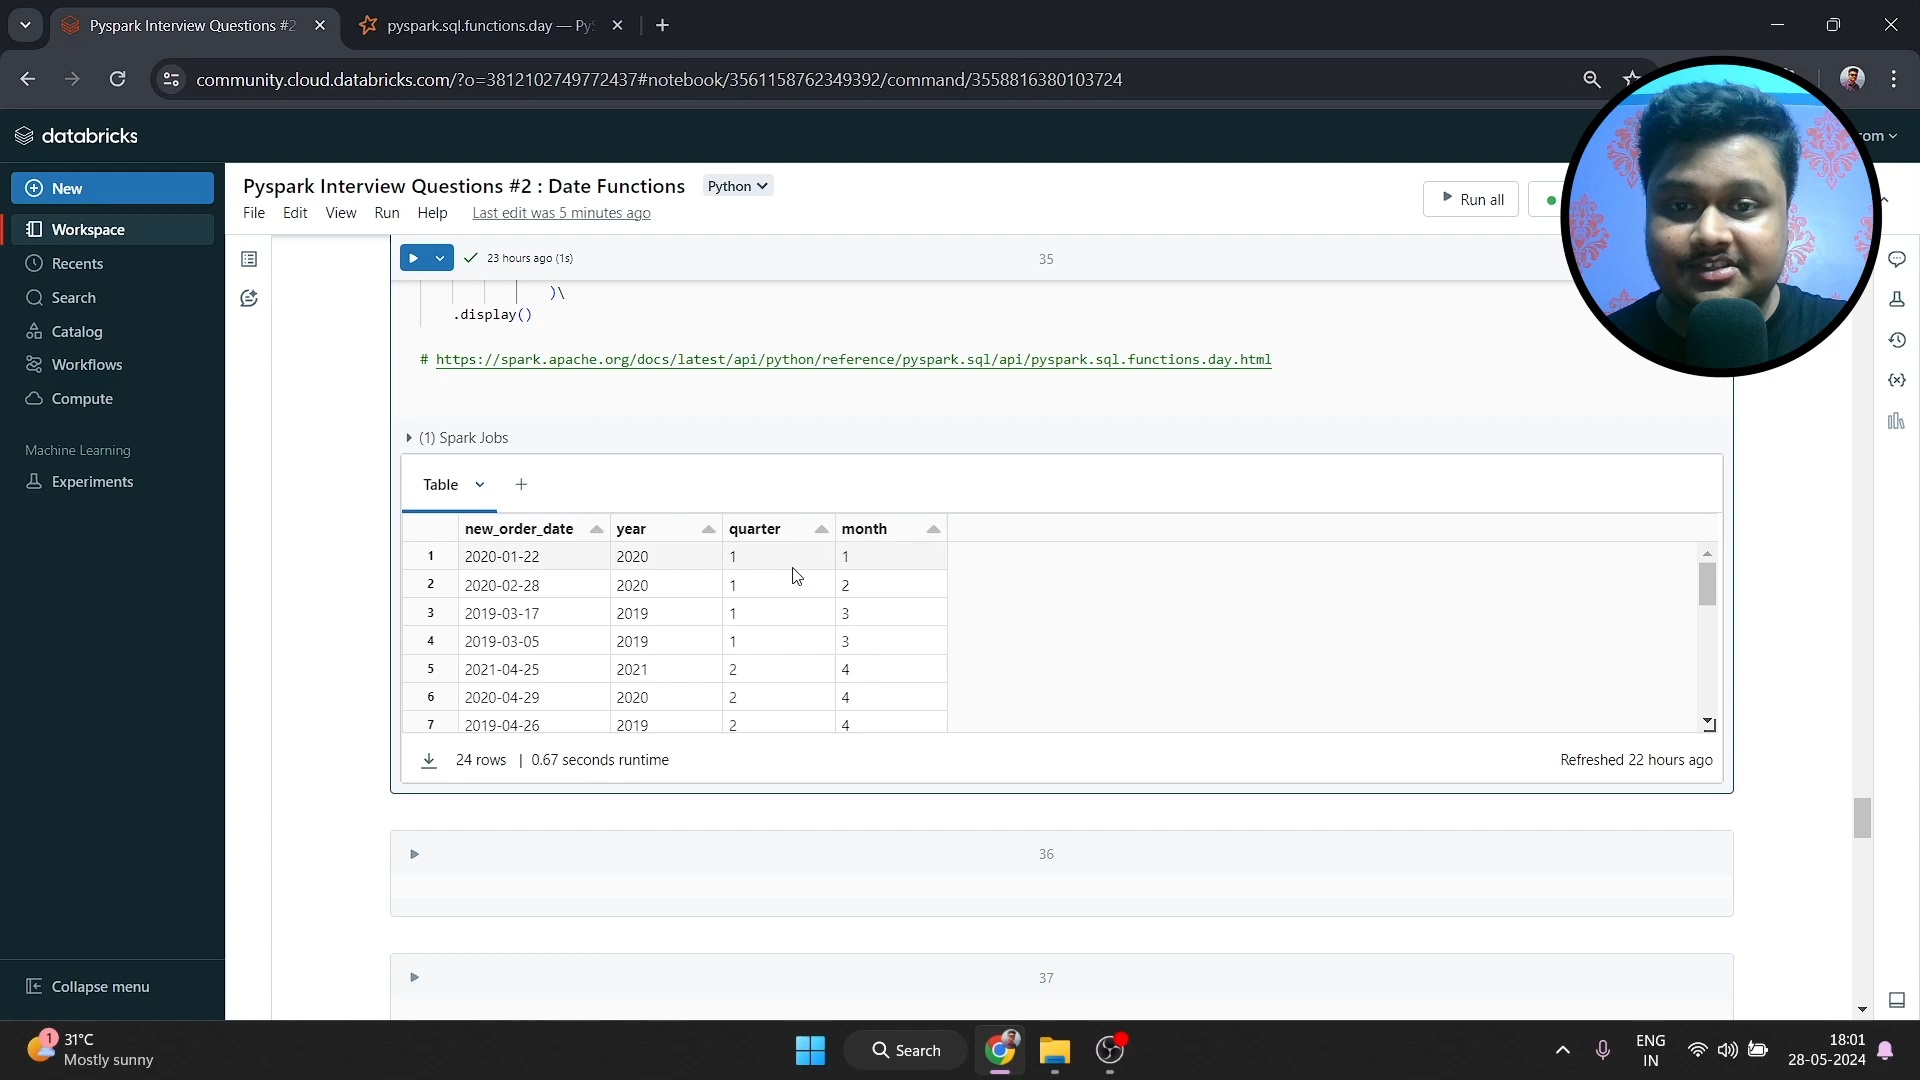 Pyspark Interview Questions #2
pyspark.sql.functions.day — PyS
community.cloud.databricks.com/?o=3812102749772437#notebook/3561158762349392/command/3558816380103724
databricks
com
New
Workspace
Recents
Search
Catalog
Workflows
Compute
Machine Learning
Experiments
Collapse menu
Pyspark Interview Questions #2 : Date Functions Python
File Edit View Run Help Last edit was 5 minutes ago
Run all
23 hours ago (1s)
35
)\
.display()
# https://spark.apache.org/docs/latest/api/python/reference/pyspark.sql/api/pyspark.sql.functions.day.html
(1) Spark Jobs
Table +
new_order_date year quarter month
1 2020-01-22 2020 1 1
2 2020-02-28 2020 1 2
3 2019-03-17 2019 1 3
4 2019-03-05 2019 1 3
5 2021-04-25 2021 2 4
6 2020-04-29 2020 2 4
7 2019-04-26 2019 2 4
24 rows | 0.67 seconds runtime
Refreshed 22 hours ago
36
37
1
31°C
Mostly sunny
Search
ENG
IN
18:01
28-05-2024